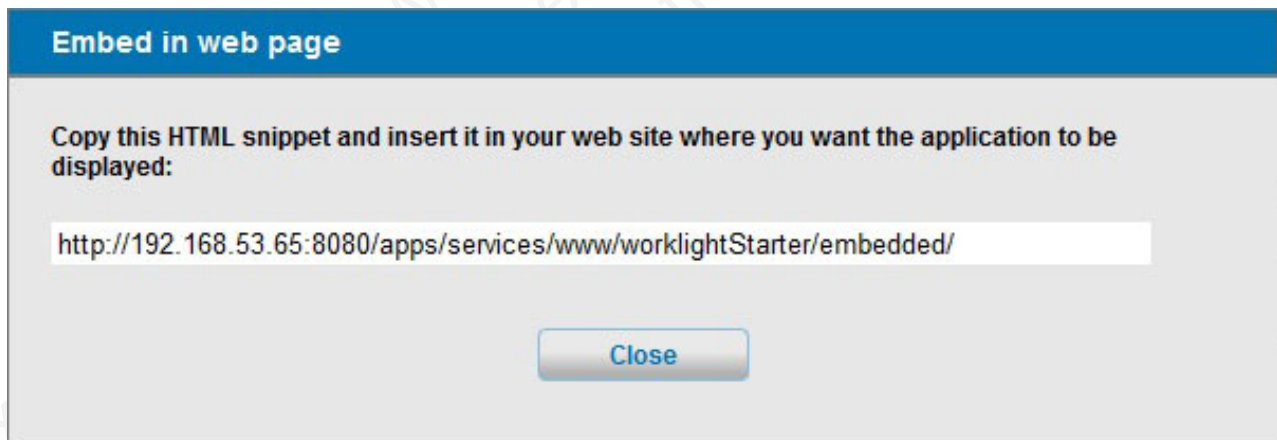 Embed in web page
Copy this HTML snippet and insert it in your web site where you want the application to be
displayed:
http://192.168.53.65:8080/apps/services/www/worklightStarter/embedded/
Close